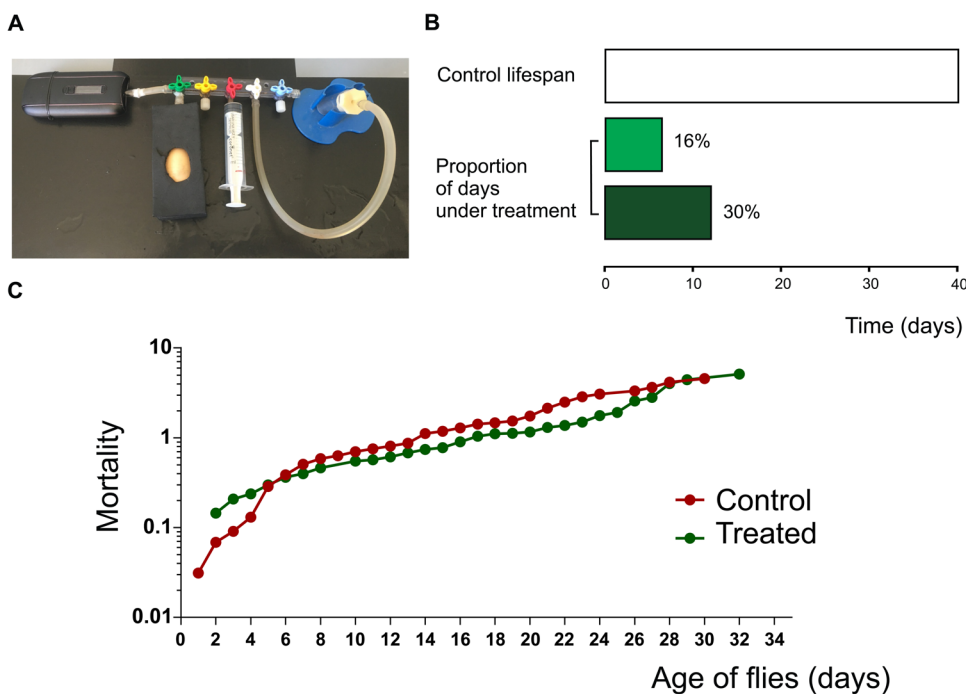 A
B
Control lifespan
16%
Proportion
of days
under treatment
30%
0 10 20 30 40
Time (days)
C
10
1
0.1
0.01
Mortality
Control
Treated
0 2 4 6 8 10 12 14 16 18 20 22 24 26 28 30 32 34
Age of flies (days)